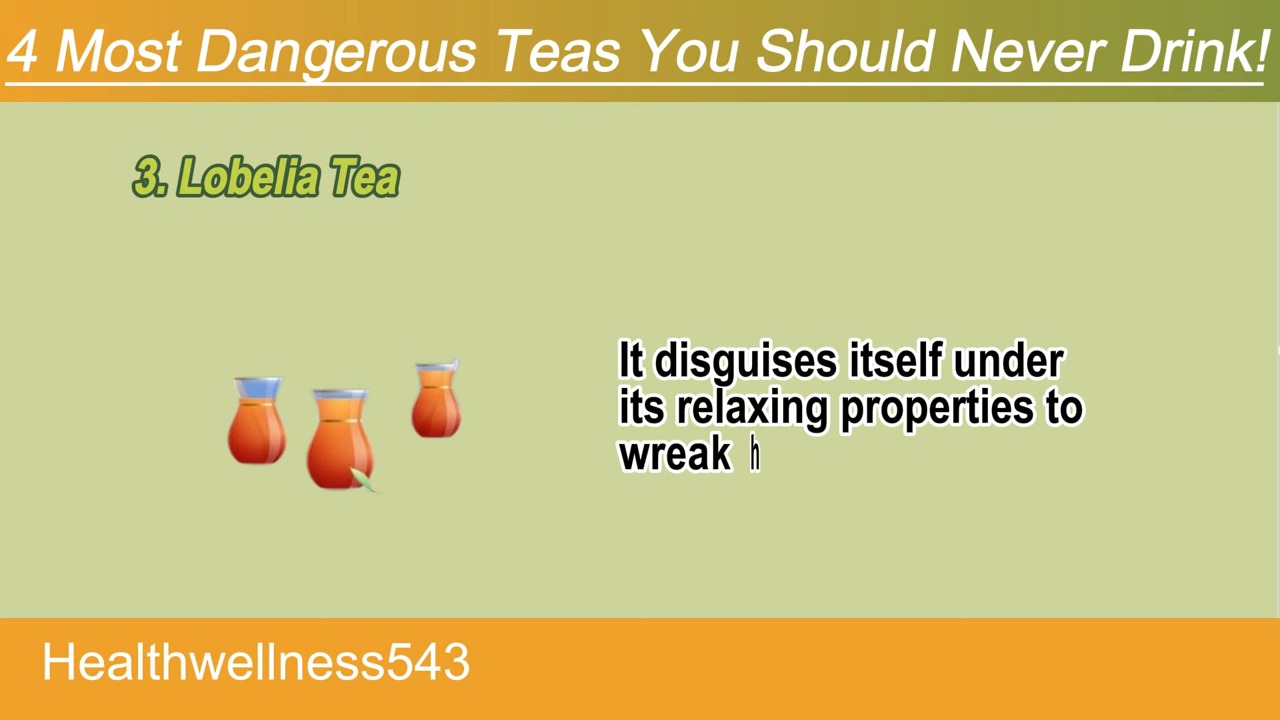 4 Most Dangerous Teas You Should Never Drink!
3. Lobelia Tea
It disguises itself under
its relaxing properties to
wreak h
Healthwellness543